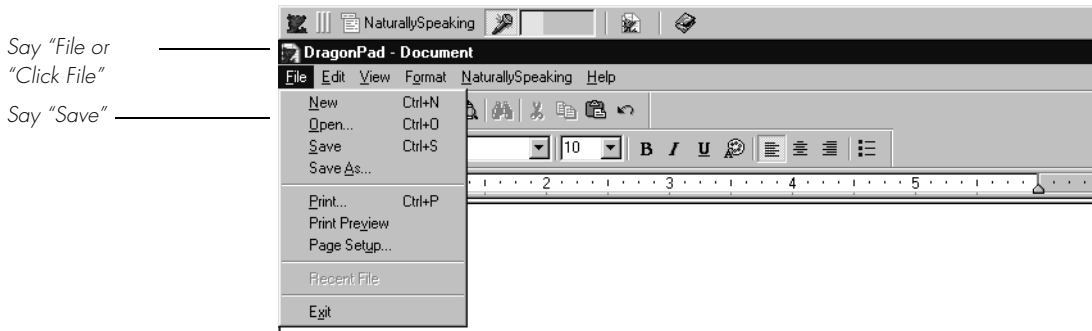 NaturallySpeaking
Say “File or
“Click File”
Say “Save”
DragonPad - Document
File Edit View Format NaturallySpeaking Help
New Ctrl+N
Open... Ctrl+O
Save Ctrl+S
Save As...
Print... Ctrl+P
Print Preview
Page Setup...
Recent File
Exit
10 B I U
2 3 4 5